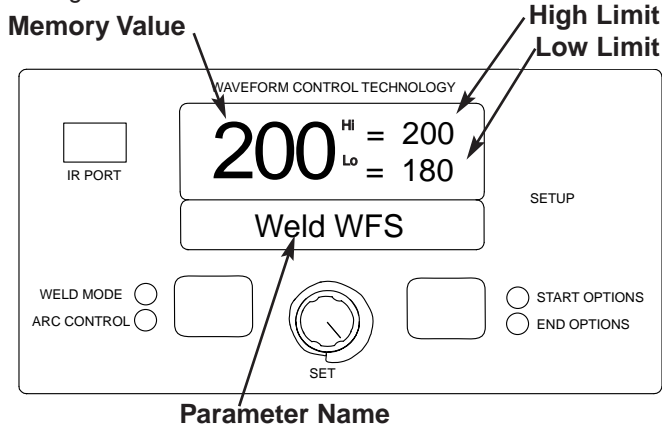 High Limit
Memory Value
Low Limit
WAVEFORM CONTROL TECHNOLOGY
200 Hi = 200
Lo = 180
IR PORT
SETUP
Weld WFS
WELD MODE
ARC CONTROL
START OPTIONS
END OPTIONS
SET
Parameter Name